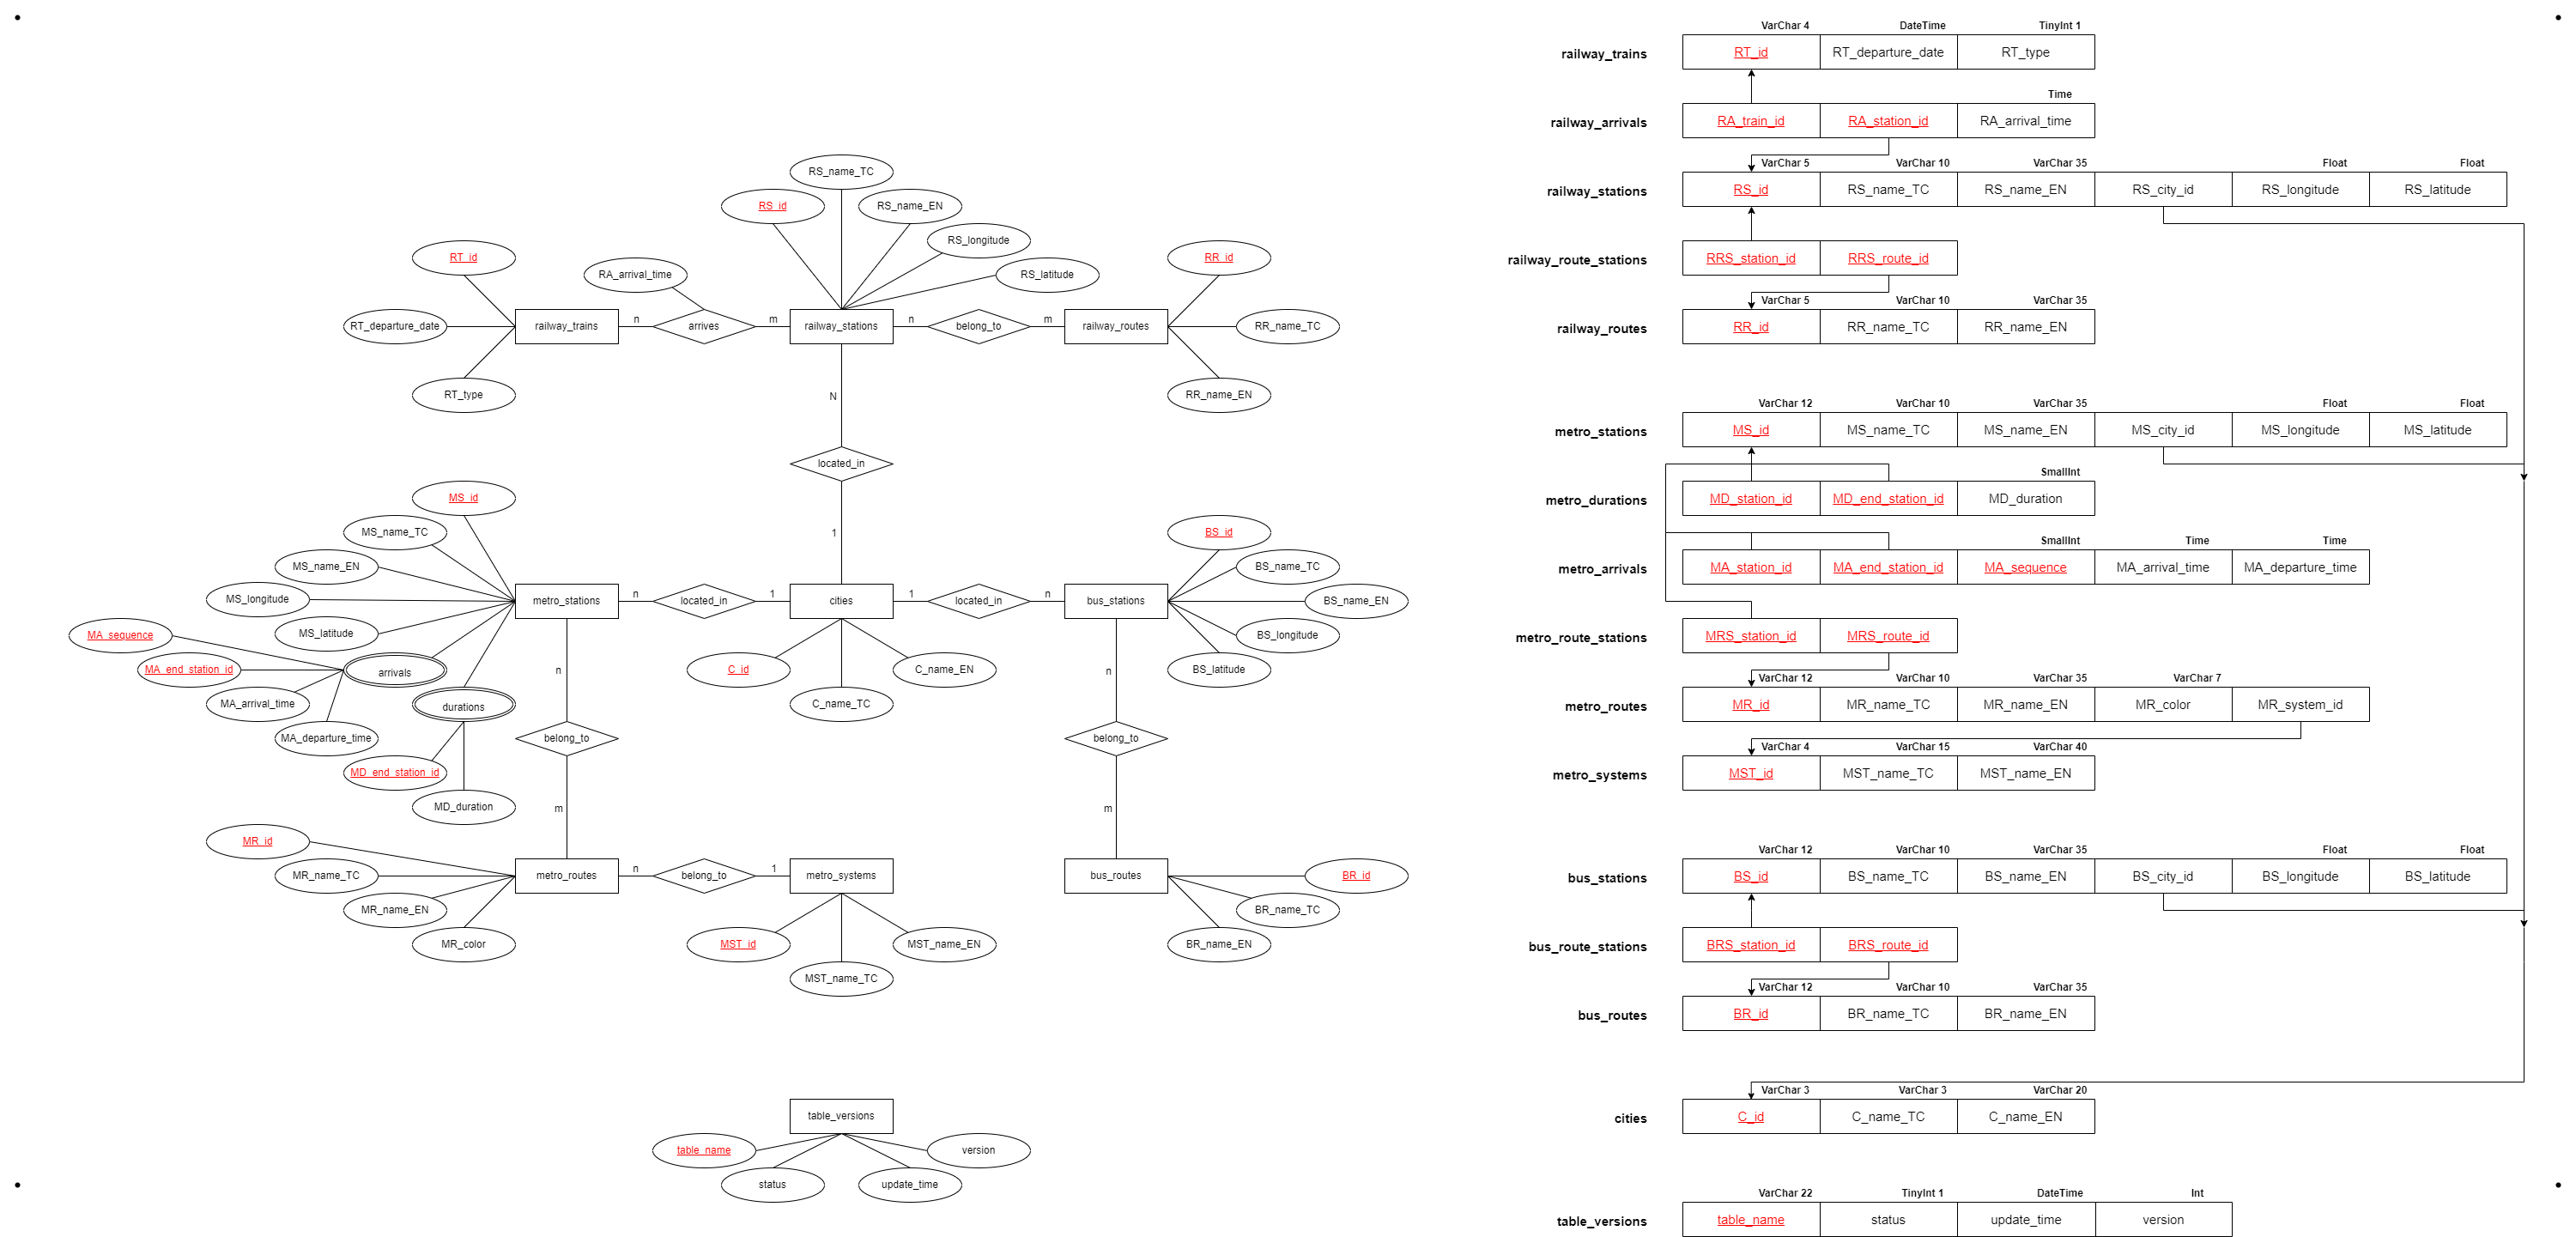 RS_name_TC
RS_id
RS_name_EN
RS_longitude
RS_latitude
RT_id
RA_arrival_time
RR_id
RT_departure_date
railway_trains
n
arrives
m
railway_stations
n
belong_to
m
railway_routes
RR_name_TC
RT_type
RR_name_EN
N
located_in
1
MS_id
MS_name_TC
MS_name_EN
MS_longitude
MS_latitude
MA_sequence
MA_end_station_id
arrivals
MA_arrival_time
durations
MA_departure_time
MD_end_station_id
MD_duration
metro_stations
n
located_in
1
cities
1
located_in
n
bus_stations
BS_id
BS_name_TC
BS_name_EN
BS_longitude
BS_latitude
C_id
C_name_TC
C_name_EN
n
belong_to
m
n
belong_to
m
MR_id
MR_name_TC
MR_name_EN
MR_color
metro_routes
n
belong_to
1
metro_systems
MST_id
MST_name_TC
MST_name_EN
bus_routes
BR_id
BR_name_TC
BR_name_EN
table_versions
table_name
status
update_time
version
VarChar 4 DateTime TinyInt 1
railway_trains RT_id RT_departure_date RT_type
Time
railway_arrivals RA_train_id RA_station_id RA_arrival_time
VarChar 5 VarChar 10 VarChar 35 Float Float
railway_stations RS_id RS_name_TC RS_name_EN RS_city_id RS_longitude RS_latitude
railway_route_stations RRS_station_id RRS_route_id
VarChar 5 VarChar 10 VarChar 35
railway_routes RR_id RR_name_TC RR_name_EN
VarChar 12 VarChar 10 VarChar 35 Float Float
metro_stations MS_id MS_name_TC MS_name_EN MS_city_id MS_longitude MS_latitude
SmallInt
metro_durations MD_station_id MD_end_station_id MD_duration
SmallInt Time Time
metro_arrivals MA_station_id MA_end_station_id MA_sequence MA_arrival_time MA_departure_time
metro_route_stations MRS_station_id MRS_route_id
VarChar 12 VarChar 10 VarChar 35 VarChar 7
metro_routes MR_id MR_name_TC MR_name_EN MR_color MR_system_id
VarChar 4 VarChar 15 VarChar 40
metro_systems MST_id MST_name_TC MST_name_EN
VarChar 12 VarChar 10 VarChar 35 Float Float
bus_stations BS_id BS_name_TC BS_name_EN BS_city_id BS_longitude BS_latitude
bus_route_stations BRS_station_id BRS_route_id
VarChar 12 VarChar 10 VarChar 35
bus_routes BR_id BR_name_TC BR_name_EN
VarChar 3 VarChar 3 VarChar 20
cities C_id C_name_TC C_name_EN
VarChar 22 TinyInt 1 DateTime Int
table_versions table_name status update_time version